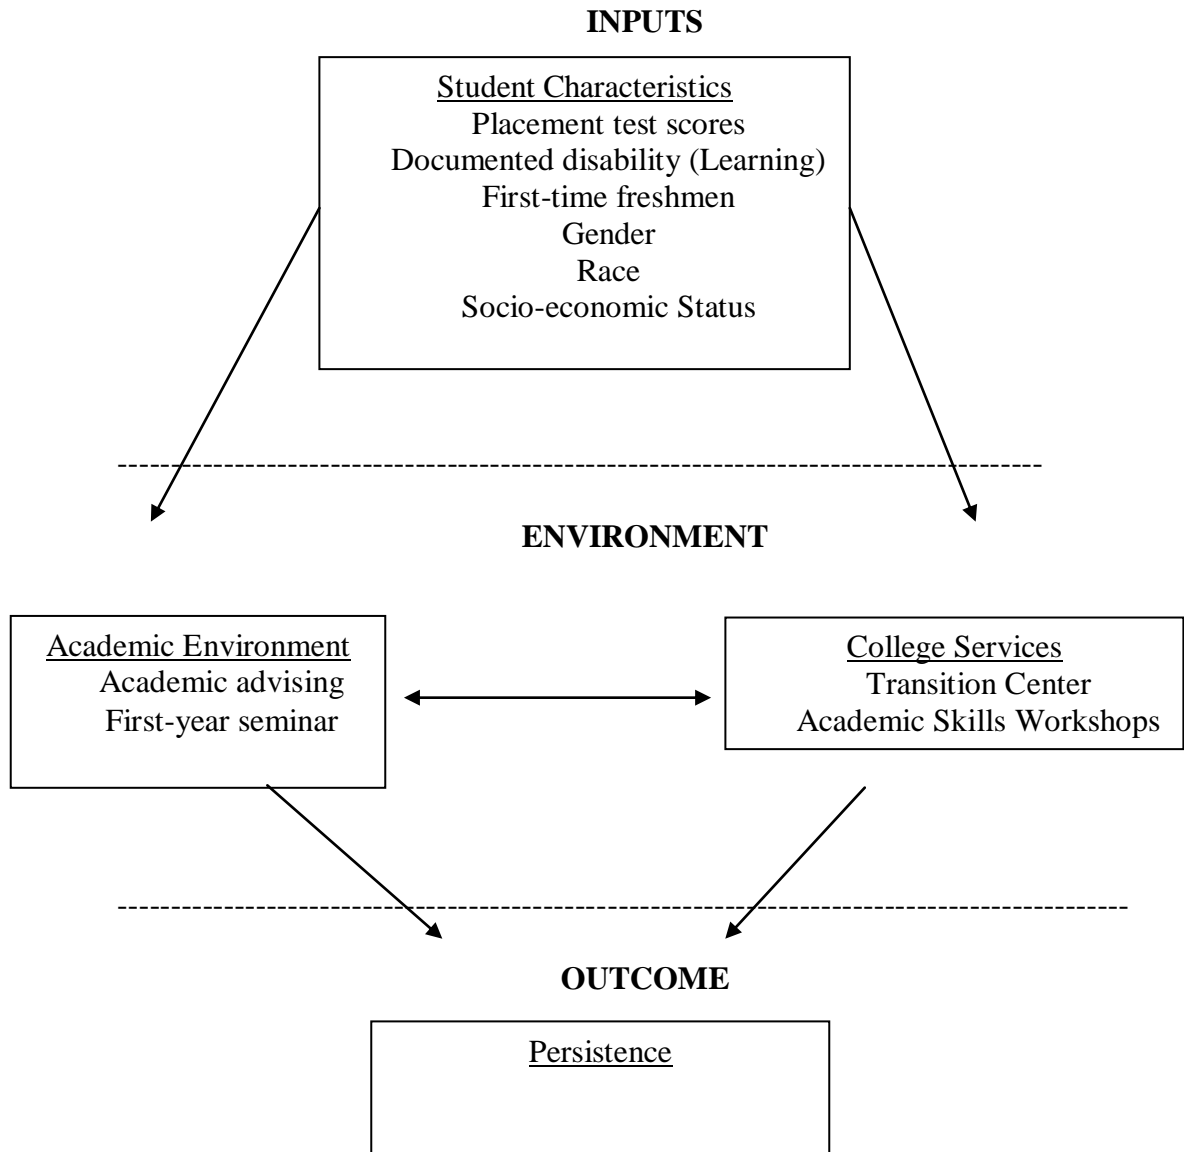 INPUTS
Student Characteristics
Placement test scores
Documented disability (Learning)
First-time freshmen
Gender
Race
Socio-economic Status
ENVIRONMENT
Academic Environment
Academic advising
First-year seminar
College Services
Transition Center
Academic Skills Workshops
OUTCOME
Persistence